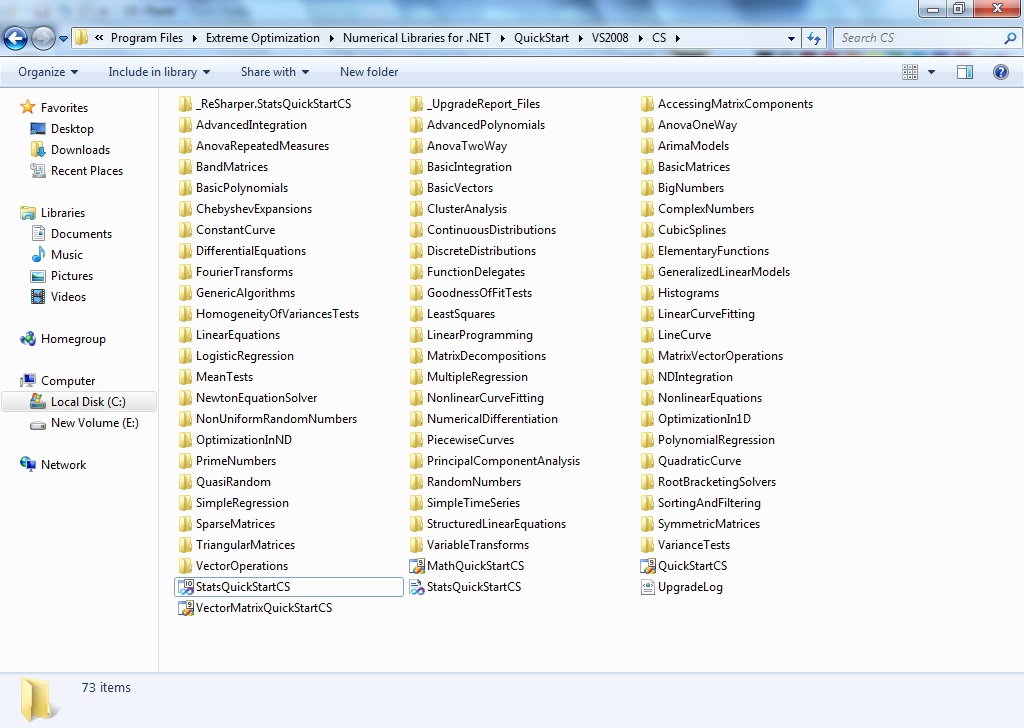 « Program Files Extreme Optimization Numerical Libraries for .NET QuickStart VS2008 CS Search CS
Organize Include in library Share with New folder
Favorites
Desktop
Downloads
Recent Places
Libraries
Documents
Music
Pictures
Videos
Homegroup
Computer
Local Disk (C:)
New Volume (E:)
Network
_ReSharper.StatsQuickStartCS _UpgradeReport_Files AccessingMatrixComponents
AdvancedIntegration AdvancedPolynomials AnovaOneWay
AnovaRepeatedMeasures AnovaTwoWay ArimaModels
BandMatrices BasicIntegration BasicMatrices
BasicPolynomials BasicVectors BigNumbers
ChebyshevExpansions ClusterAnalysis ComplexNumbers
ConstantCurve ContinuousDistributions CubicSplines
DifferentialEquations DiscreteDistributions ElementaryFunctions
FourierTransforms FunctionDelegates GeneralizedLinearModels
GenericAlgorithms GoodnessOfFitTests Histograms
HomogeneityOfVariancesTests LeastSquares LinearCurveFitting
LinearEquations LinearProgramming LineCurve
LogisticRegression MatrixDecompositions MatrixVectorOperations
MeanTests MultipleRegression NDIntegration
NewtonEquationSolver NonlinearCurveFitting NonlinearEquations
NonUniformRandomNumbers NumericalDifferentiation OptimizationIn1D
OptimizationInND PiecewiseCurves PolynomialRegression
PrimeNumbers PrincipalComponentAnalysis QuadraticCurve
QuasiRandom RandomNumbers RootBracketingSolvers
SimpleRegression SimpleTimeSeries SortingAndFiltering
SparseMatrices StructuredLinearEquations SymmetricMatrices
TriangularMatrices VariableTransforms VarianceTests
VectorOperations MathQuickStartCS QuickStartCS
StatsQuickStartCS StatsQuickStartCS UpgradeLog
VectorMatrixQuickStartCS
73 items